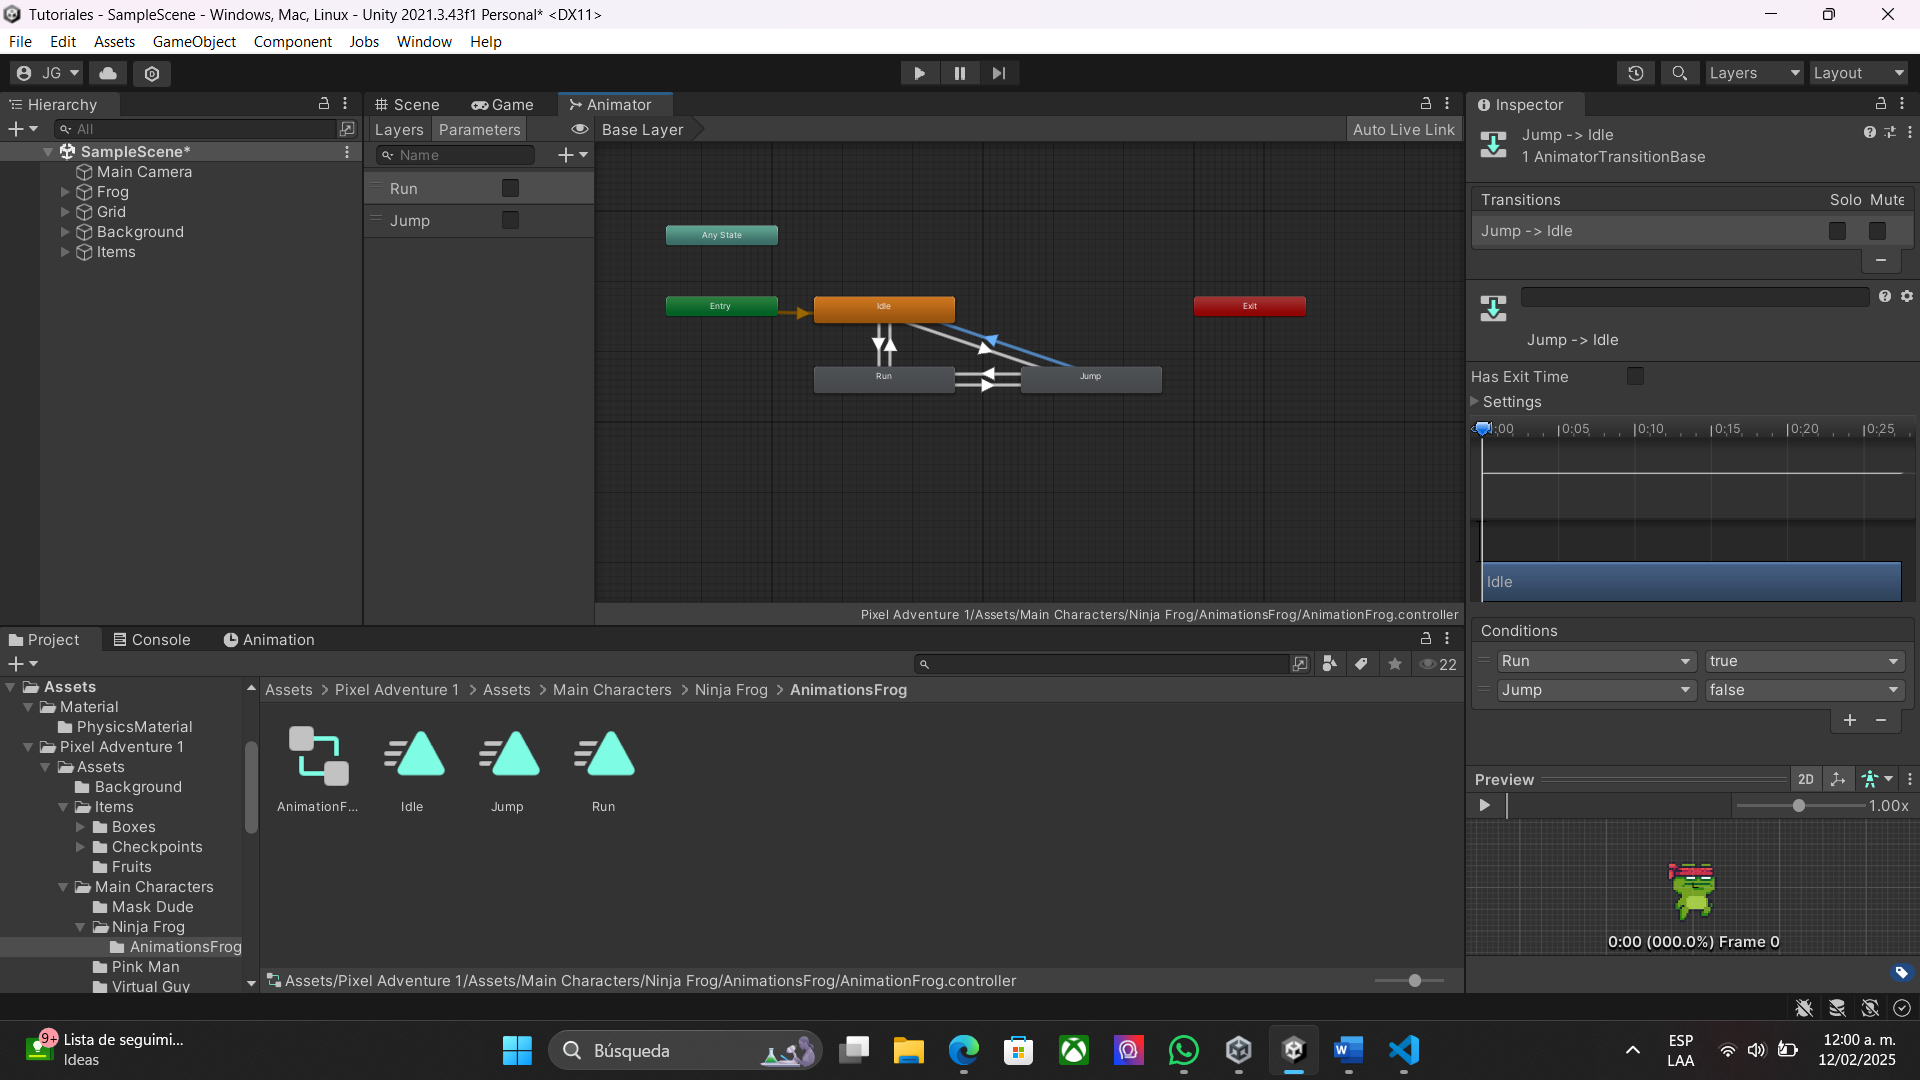 Tutoriales - SampleScene - Windows, Mac, Linux - Unity 2021.3.43f1 Personal* <DX11>
File Edit Assets GameObject Component Jobs Window Help
JG
Layers
Layout
Hierarchy
All
SampleScene*
Main Camera
Frog
Grid
Background
Items
Scene Game Animator
Layers Parameters
Base Layer
Auto Live Link
Name
Run
Jump
Any State
Entry
Idle
Exit
Run
Jump
Pixel Adventure 1/Assets/Main Characters/Ninja Frog/AnimationsFrog/AnimationFrog.controller
Inspector
Jump -> Idle
1 AnimatorTransitionBase
Transitions Solo Mute
Jump -> Idle
Jump -> Idle
Has Exit Time
Settings
:00 0:05 0:10 0:15 0:20 0:25
Idle
Conditions
Run true
Jump false
Preview
2D
1.00x
0:00 (000.0%) Frame 0
Project Console Animation
22
Assets
Material
PhysicsMaterial
Pixel Adventure 1
Assets
Background
Items
Boxes
Checkpoints
Fruits
Main Characters
Mask Dude
Ninja Frog
AnimationsFrog
Pink Man
Virtual Guy
Assets > Pixel Adventure 1 > Assets > Main Characters > Ninja Frog > AnimationsFrog
AnimationF...
Idle
Jump
Run
Assets/Pixel Adventure 1/Assets/Main Characters/Ninja Frog/AnimationsFrog/AnimationFrog.controller
9+
Lista de seguimi...
Ideas
Búsqueda
ESP
LAA
12:00 a. m.
12/02/2025